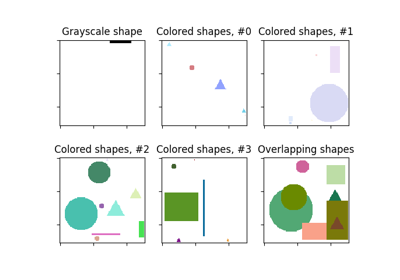 Grayscale shape
Colored shapes, #0
Colored shapes, #1
Colored shapes, #2
Colored shapes, #3
Overlapping shapes